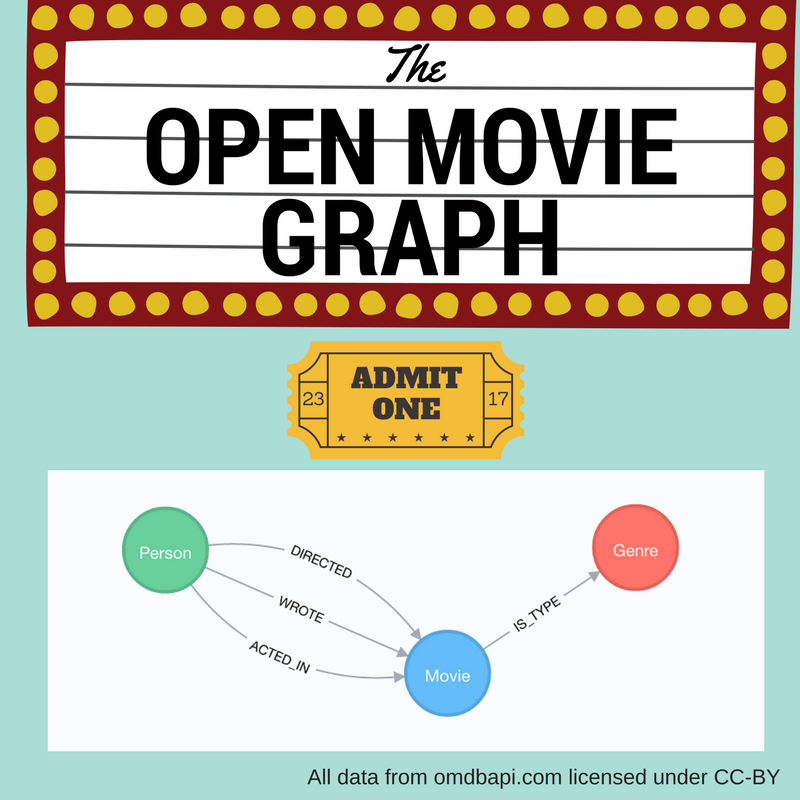 The
OPEN MOVIE
GRAPH
ADMIT
ONE
23
17
Person
DIRECTED
WROTE
ACTED_IN
Movie
IS_TYPE
Genre
All data from omdbapi.com licensed under CC-BY